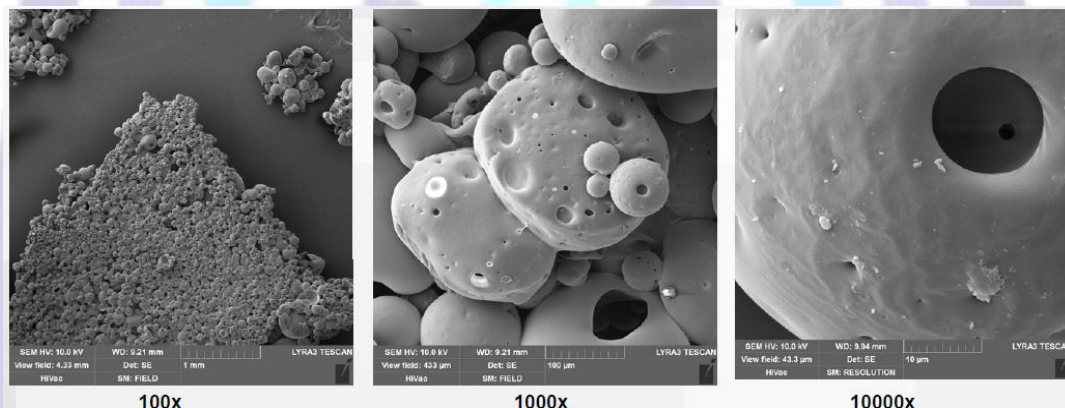 SEM HV: 10.0 kV WD: 9.21 mm LYRA3 TESCAN
View field: 4.33 mm Det: SE 1 mm
HiVac SM: FIELD
100x
SEM HV: 10.0 kV WD: 9.21 mm LYRA3 TESCAN
View field: 433 µm Det: SE 100 µm
HiVac SM: FIELD
1000x
SEM HV: 10.0 kV WD: 9.94 mm LYRA3 TESCAN
View field: 43.3 µm Det: SE 10 µm
HiVac SM: RESOLUTION
10000x